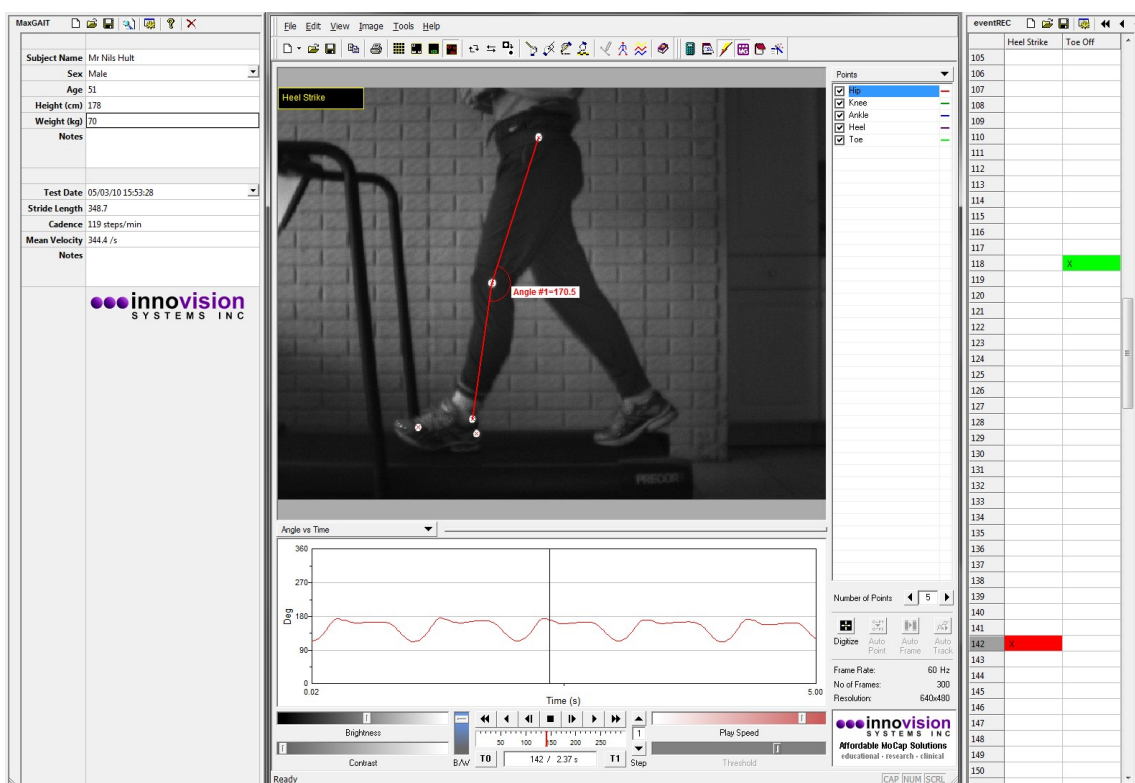 MaxGAIT
Subject Name Mr Nils Hult
Sex Male
Age 51
Height (cm) 178
Weight (kg) 70
Notes
Test Date 05/03/10 15:53:28
Stride Length 348.7
Cadence 119 steps/min
Mean Velocity 344.4 /s
Notes
innovision
SYSTEMS INC
File Edit View Image Tools Help
Heel Strike
Angle #1=170.5
PRECOR
Points
Hip
Knee
Ankle
Heel
Toe
Angle vs Time
360
270
180
90
0
Deg
0.02
5.00
Time (s)
Number of Points 5
Digitize
Auto Point
Auto Frame
Auto Track
Frame Rate: 60 Hz
No of Frames: 300
Resolution: 640x480
Brightness
Contrast
B/W
50 100 150 200 250
T0 142 / 2.37 s T1
1
Step
Play Speed
Threshold
innovision
SYSTEMS INC
Affordable MoCap Solutions
educational - research - clinical
Ready
CAP NUM SCRL
eventREC
Heel Strike Toe Off
105
106
107
108
109
110
111
112
113
114
115
116
117
118 X
119
120
121
122
123
124
125
126
127
128
129
130
131
132
133
134
135
136
137
138
139
140
141
142 X
143
144
145
146
147
148
149
150